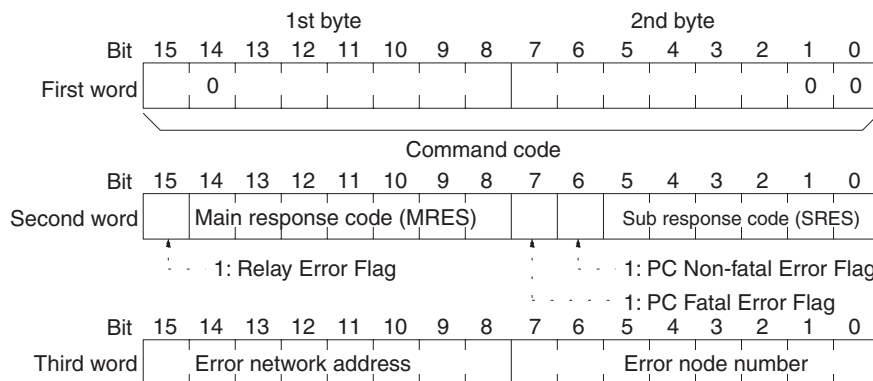 1st byte 2nd byte
Bit 15 14 13 12 11 10 9 8 7 6 5 4 3 2 1 0
First word 0 0 0
Command code
Bit 15 14 13 12 11 10 9 8 7 6 5 4 3 2 1 0
Second word Main response code (MRES) Sub response code (SRES)
1: Relay Error Flag 1: PC Non-fatal Error Flag
1: PC Fatal Error Flag
Bit 15 14 13 12 11 10 9 8 7 6 5 4 3 2 1 0
Third word Error network address Error node number